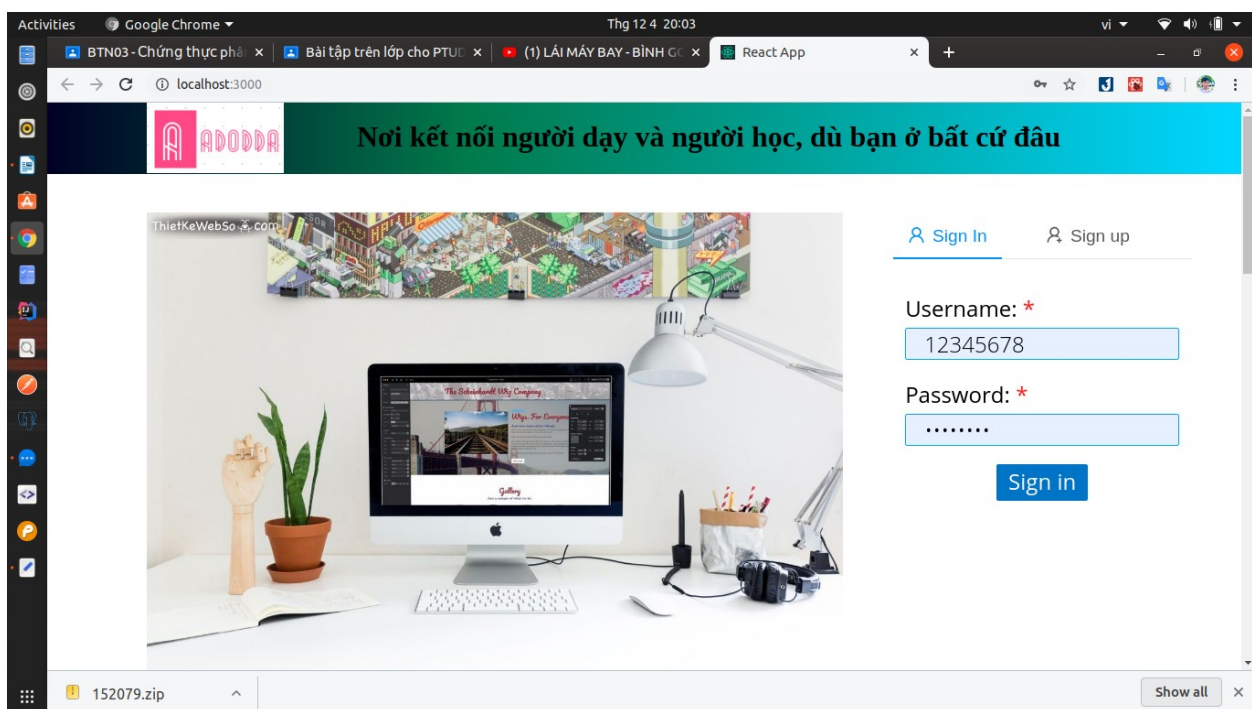 Activities Google Chrome Thg 12 4 20:03 vi
BTN03 - Chứng thực phâ Bài tập trên lớp cho PTUD (1) LÁI MÁY BAY - BÌNH GO React App
localhost:3000
ADODDA
Nơi kết nối người dạy và người học, dù bạn ở bất cứ đâu
ThietKeWebSo .com
Sign In Sign up
Username: *
12345678
Password: *
Sign in
The Scheinhardt Wig Company
Wigs For Everyone
Gallery
152079.zip Show all